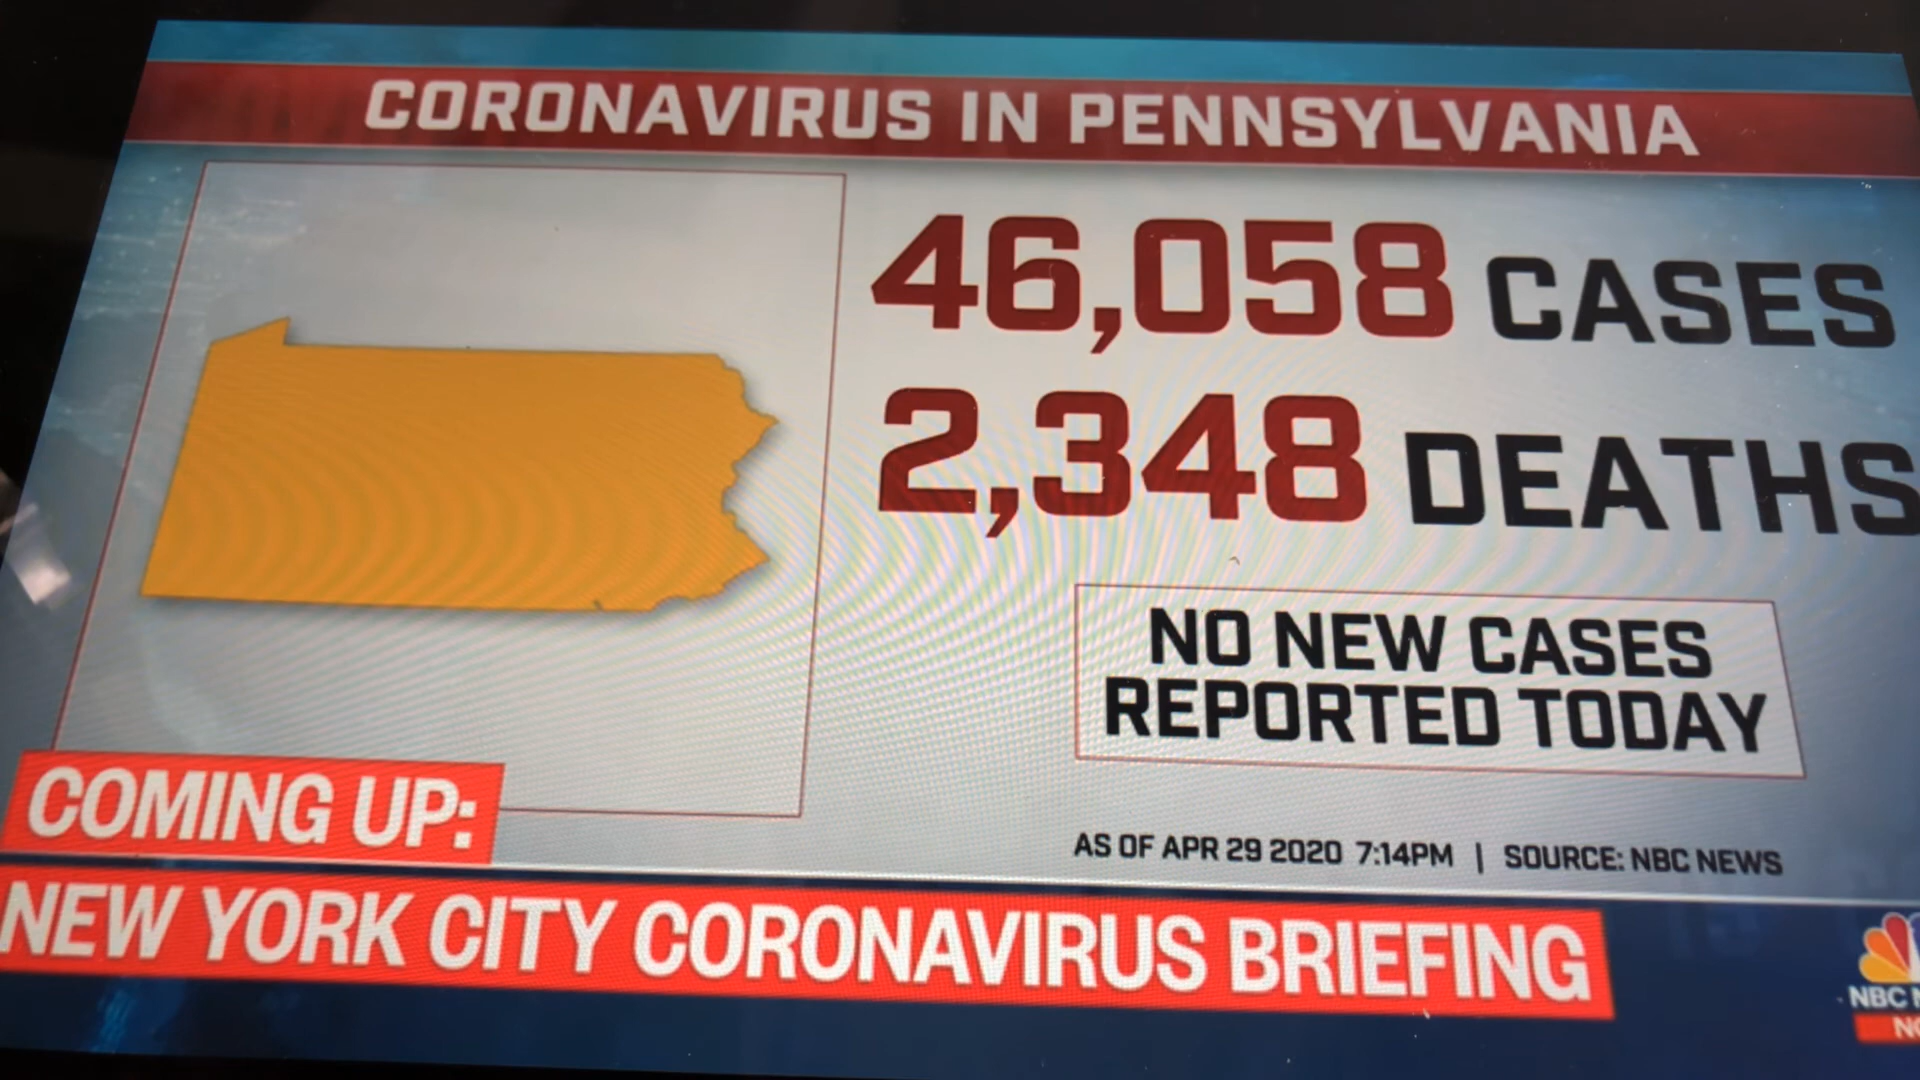 CORONAVIRUS IN PENNSYLVANIA
46,058 CASES
2,348 DEATHS
NO NEW CASES
REPORTED TODAY
AS OF APR 29 2020 7:14PM | SOURCE: NBC NEWS
COMING UP:
NEW YORK CITY CORONAVIRUS BRIEFING
NBC